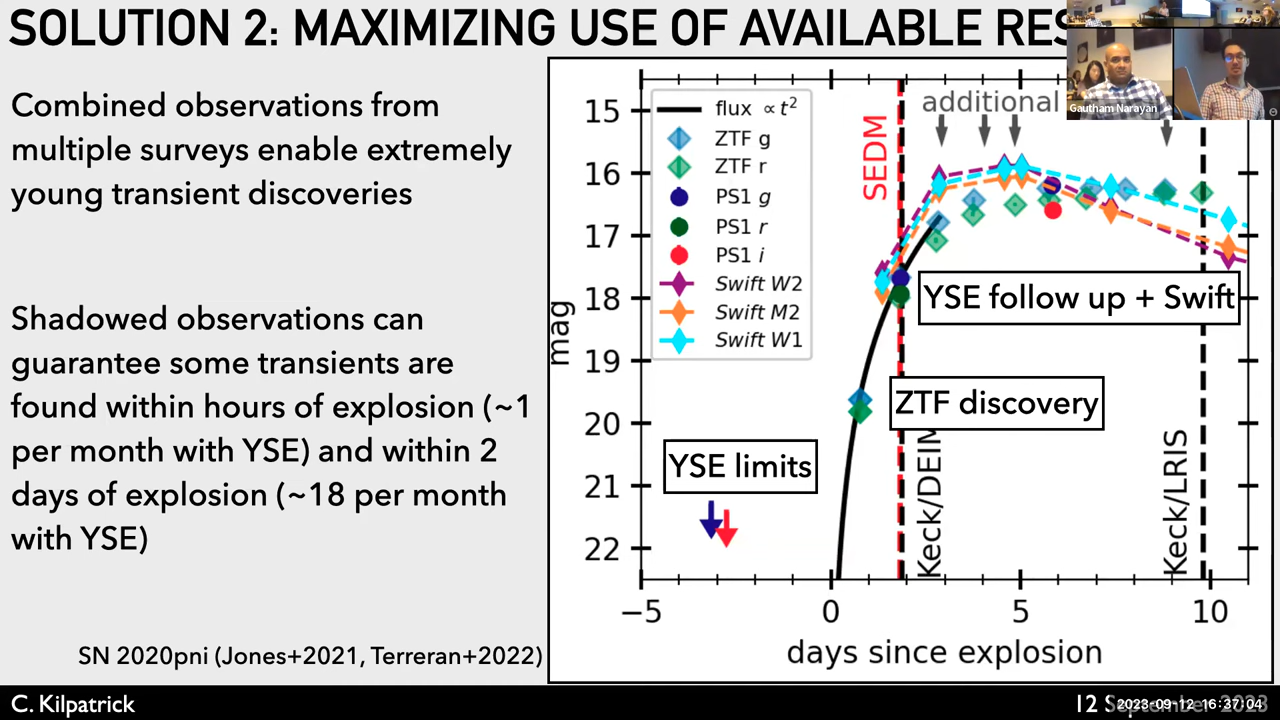 SOLUTION 2: MAXIMIZING USE OF AVAILABLE RES
Gautham Narayan
Combined observations from
multiple surveys enable extremely
young transient discoveries
Shadowed observations can
guarantee some transients are
found within hours of explosion (~1
per month with YSE) and within 2
days of explosion (~18 per month
with YSE)
SN 2020pni (Jones+2021, Terreran+2022)
flux ∝ t²
ZTF g
ZTF r
PS1 g
PS1 r
PS1 i
Swift W2
Swift M2
Swift W1
SEDM
additional
YSE follow up + Swift
ZTF discovery
YSE limits
Keck/DEIM
Keck/LRIS
mag
15
16
17
18
19
20
21
22
−5
0
5
10
days since explosion
C. Kilpatrick
12 September 2023
2023-09-12 16:37:04